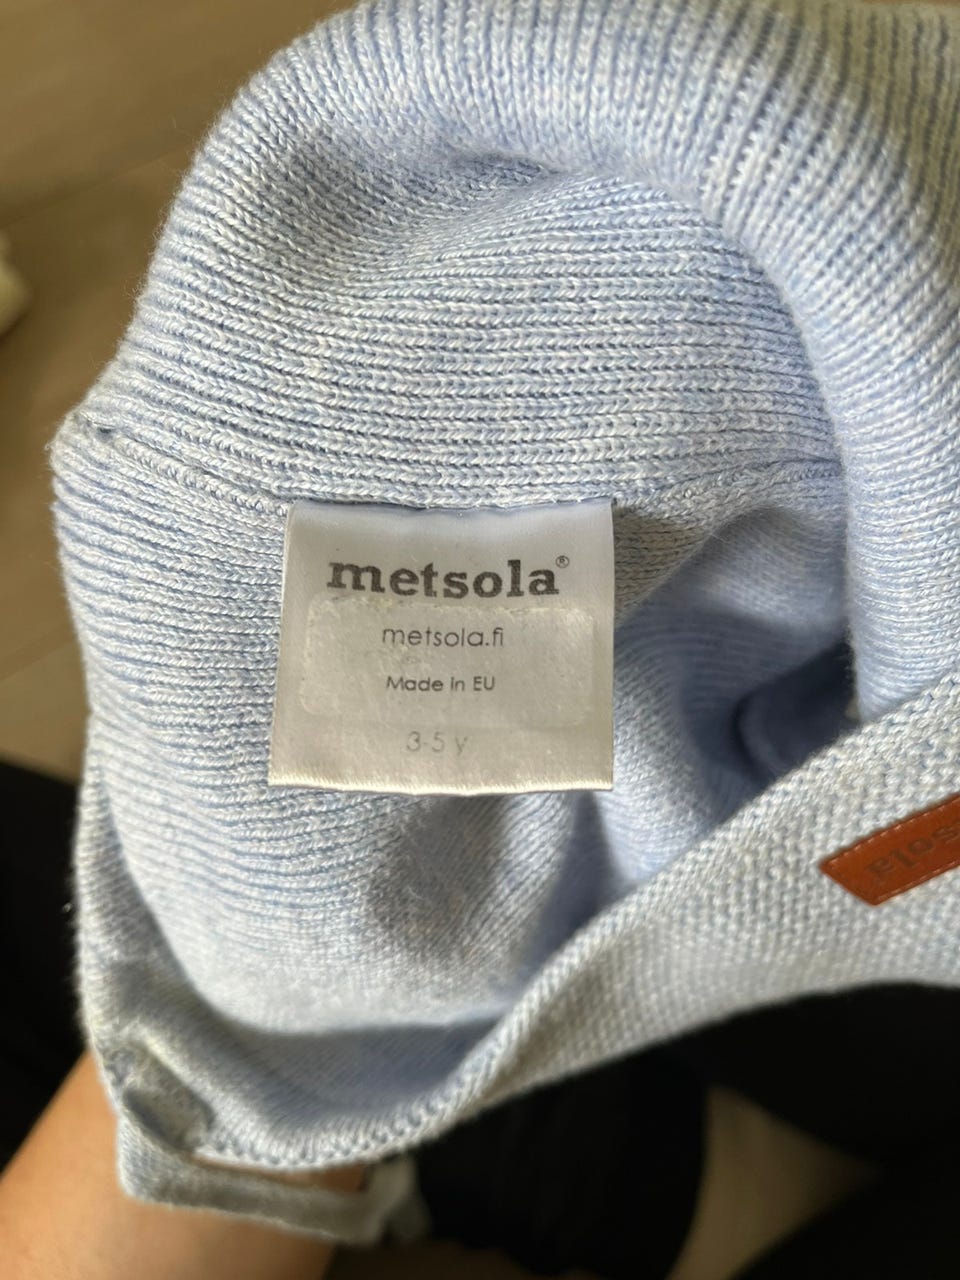 metsola®
metsola.fi
Made in EU
3-5 y